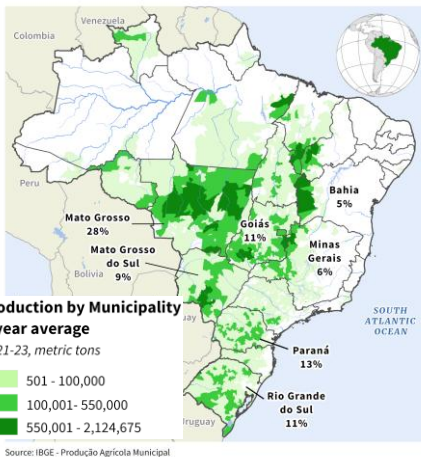 Venezuela
Colombia
Peru
Bahia
5%
Mato Grosso
28%
Goiás
11%
Mato Grosso
do Sul
9%
Minas
Gerais
6%
Bolivia
oduction by Municipality
year average
21-23, metric tons
uay
SOUTH
ATLANTIC
OCEAN
501 - 100,000
Paraná
13%
100,001- 550,000
Rio Grande
do Sul
11%
550,001 - 2,124,675
Uruguay
Source: IBGE - Produção Agrícola Municipal